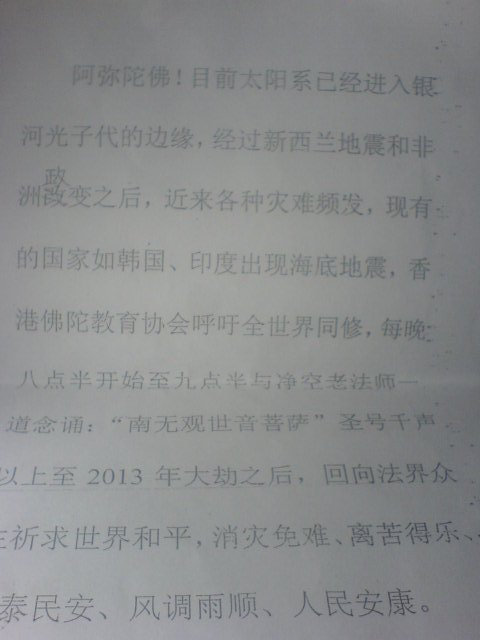 阿弥陀佛！目前太阳系已经进入银
河光子代的边缘，经过新西兰地震和非
政
洲改变之后，近来各种灾难频发，现有
的国家如韩国、印度出现海底地震，香
港佛陀教育协会呼吁全世界同修，每晚
八点半开始至九点半与净空老法师一
道念诵：“南无观世音菩萨”圣号千声
以上至 2013 年大劫之后，回向法界众
生祈求世界和平，消灾免难、离苦得乐、
泰民安、风调雨顺、人民安康。